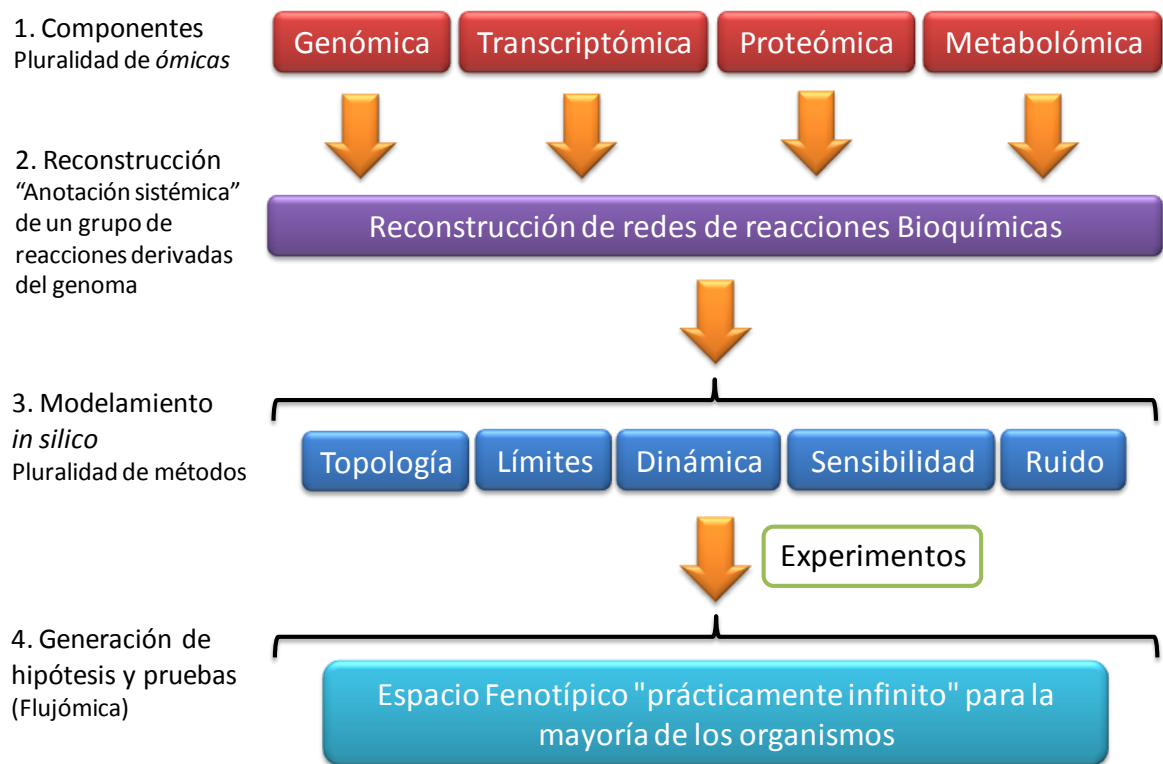 1. Componentes
Pluralidad de ómicas
Genómica
Transcriptómica
Proteómica
Metabolómica
2. Reconstrucción
“Anotación sistémica”
de un grupo de
reacciones derivadas
del genoma
Reconstrucción de redes de reacciones Bioquímicas
3. Modelamiento
in silico
Pluralidad de métodos
Topología
Límites
Dinámica
Sensibilidad
Ruido
Experimentos
4. Generación de
hipótesis y pruebas
(Flujómica)
Espacio Fenotípico "prácticamente infinito" para la
mayoría de los organismos